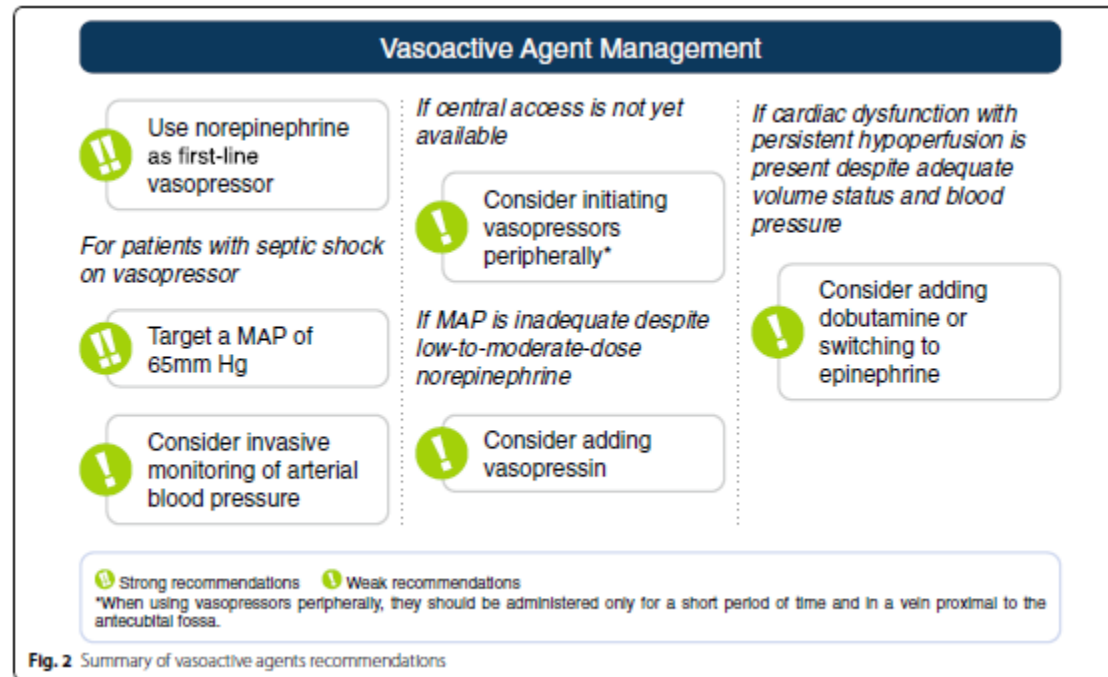 Vasoactive Agent Management
Use norepinephrine
as first-line
vasopressor
For patients with septic shock
on vasopressor
Target a MAP of
65mm Hg
Consider invasive
monitoring of arterial
blood pressure
If central access is not yet
available
Consider initiating
vasopressors
peripherally*
If MAP is inadequate despite
low-to-moderate-dose
norepinephrine
Consider adding
vasopressin
If cardiac dysfunction with
persistent hypoperfusion is
present despite adequate
volume status and blood
pressure
Consider adding
dobutamine or
switching to
epinephrine
Strong recommendations Weak recommendations
*When using vasopressors peripherally, they should be administered only for a short period of time and in a vein proximal to the
antecubital fossa.
Fig. 2 Summary of vasoactive agents recommendations